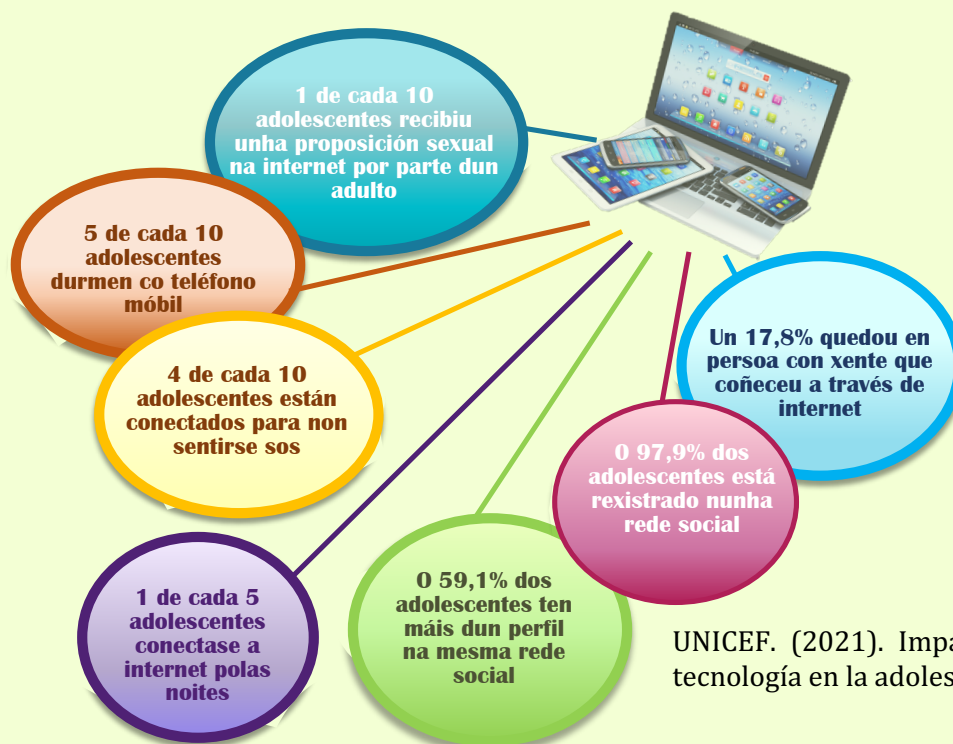 1 de cada 10
adolescentes recibiu
unha proposición sexual
na internet por parte dun
adulto
5 de cada 10
adolescentes
durmen co teléfono
móbil
4 de cada 10
adolescentes están
conectados para non
sentirse sos
1 de cada 5
adolescentes
conectase a
internet polas
noites
O 59,1% dos
adolescentes ten
máis dun perfil
na mesma rede
social
O 97,9% dos
adolescentes está
rexistrado nunha
rede social
Un 17,8% quedou en
persoa con xente que
coñeceu a través de
internet
UNICEF. (2021).
tecnología en la